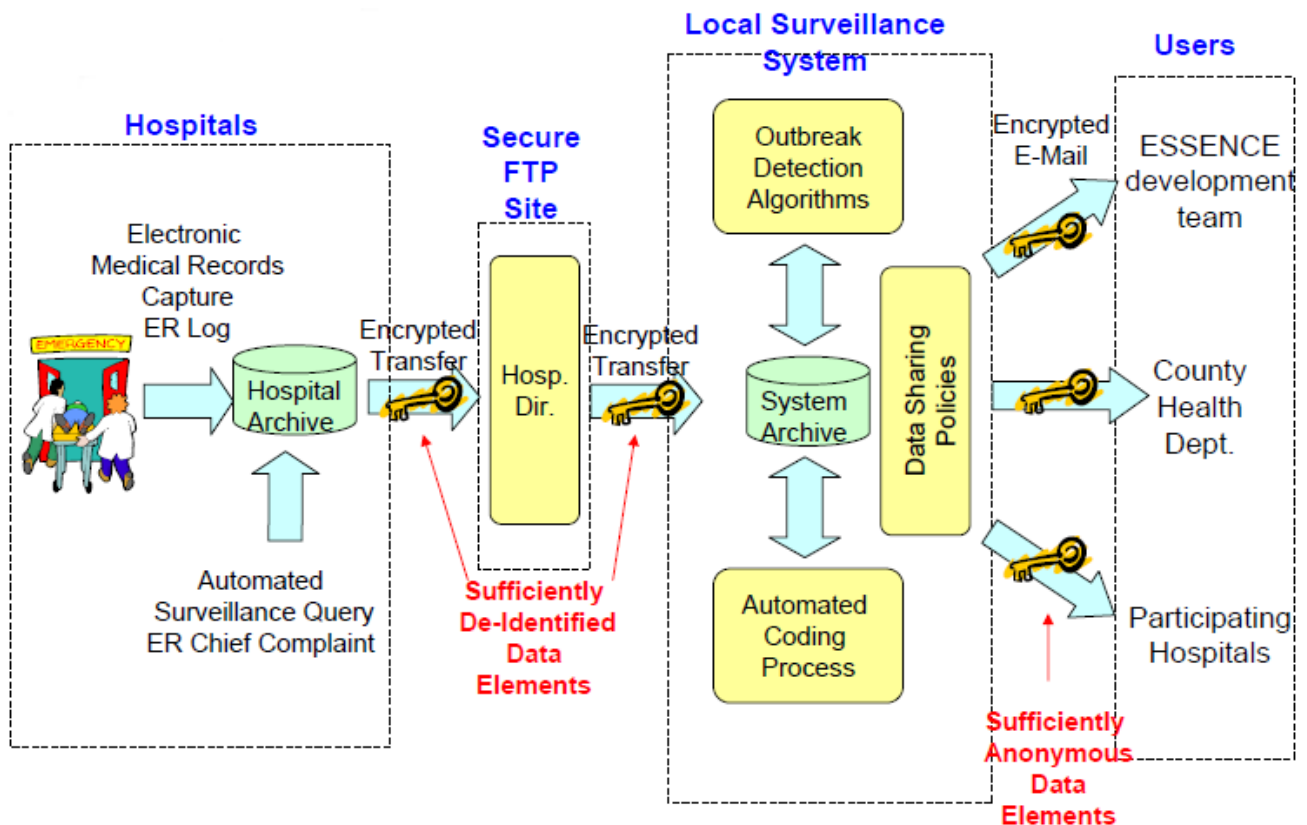 Local Surveillance
System
Users
Hospitals
Secure
FTP
Site
Electronic
Medical Records
Capture
ER Log
EMERGENCY
Hospital
Archive
Automated
Surveillance Query
ER Chief Complaint
Encrypted
Transfer
Hosp.
Dir.
Encrypted
Transfer
Sufficiently
De-Identified
Data
Elements
Outbreak
Detection
Algorithms
System
Archive
Automated
Coding
Process
Data Sharing
Policies
Encrypted
E-Mail
ESSENCE
development
team
County
Health
Dept.
Participating
Hospitals
Sufficiently
Anonymous
Data
Elements